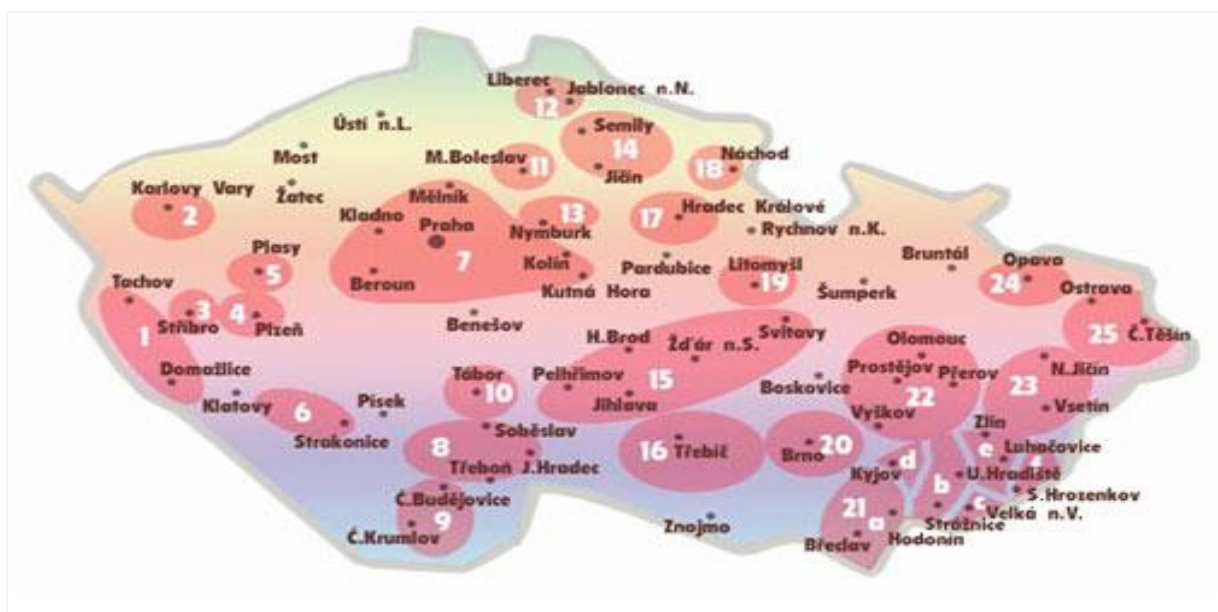 Liberec
Jablonec n.N.
12
Ústí n.L.
Semily
14
Most
M.Boleslav
11
Jičín
Náchod
18
Karlovy Vary
2
Žatec
Mělník
Kladno
Praha
7
13
Nymburk
17
Hradec Králové
Rychnov n.K.
Plasy
5
Beroun
Kolín
Kutná Hora
Pardubice
Litomyšl
19
Bruntál
Opava
24
Šumperk
Ostrava
Tachov
3
Stříbro
4
Plzeň
Benešov
Svitavy
25
Č.Těšín
1
H.Brod
Žďár n.S.
Olomouc
Domažlice
Tábor
10
Pelhřimov
15
Jihlava
Boskovice
Prostějov
Přerov
22
N.Jičín
23
Klatovy
6
Písek
Strakonice
Vyškov
Vsetín
Zlín
8
Soběslav
16
Třebíč
Brno
20
Třeboň
J.Hradec
Kyjov
d
e
Luhačovice
f
U.Hradiště
Č.Budějovice
9
b
S.Hrozenkov
c
Velká n.V.
Č.Krumlov
Znojmo
21
a
Strážnice
Břeclav
Hodonín